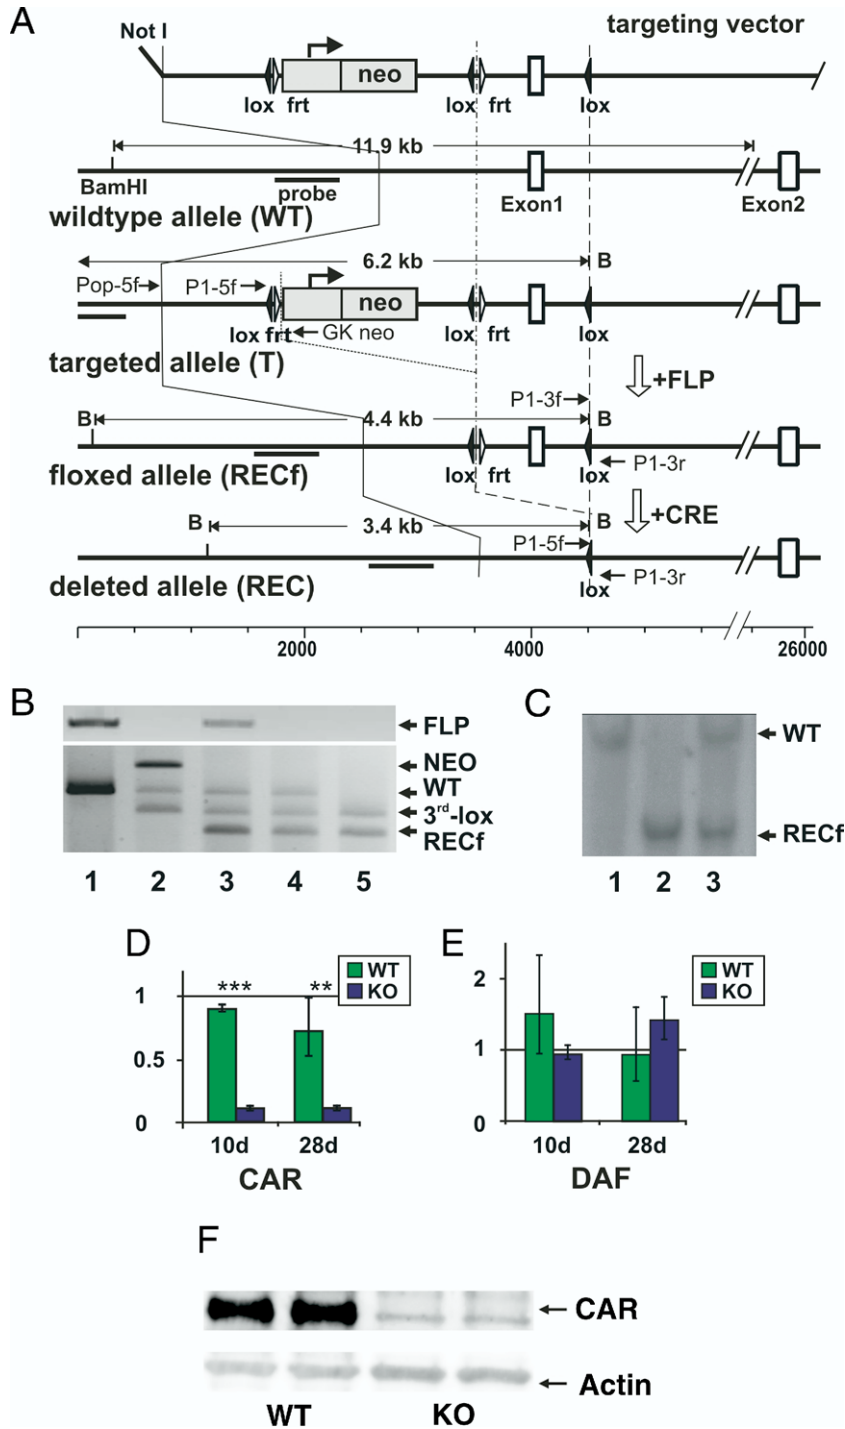 A
Not I
targeting vector
neo
lox frt
lox frt
lox
11.9 kb
BamHI
probe
Exon1
Exon2
wildtype allele (WT)
6.2 kb
B
Pop-5f
P1-5f
neo
lox frt
GK neo
lox frt
lox
targeted allele (T)
+FLP
P1-3f
B
4.4 kb
B
lox frt
lox
P1-3r
floxed allele (RECf)
+CRE
B
3.4 kb
B
P1-5f
P1-3r
lox
deleted allele (REC)
2000
4000
26000
B
FLP
NEO
WT
3rd-lox
RECf
1 2 3 4 5
C
WT
RECf
1 2 3
D
WT
KO
*** **
1
0.5
0
10d 28d
CAR
E
WT
KO
2
1
0
10d 28d
DAF
F
CAR
Actin
WT KO